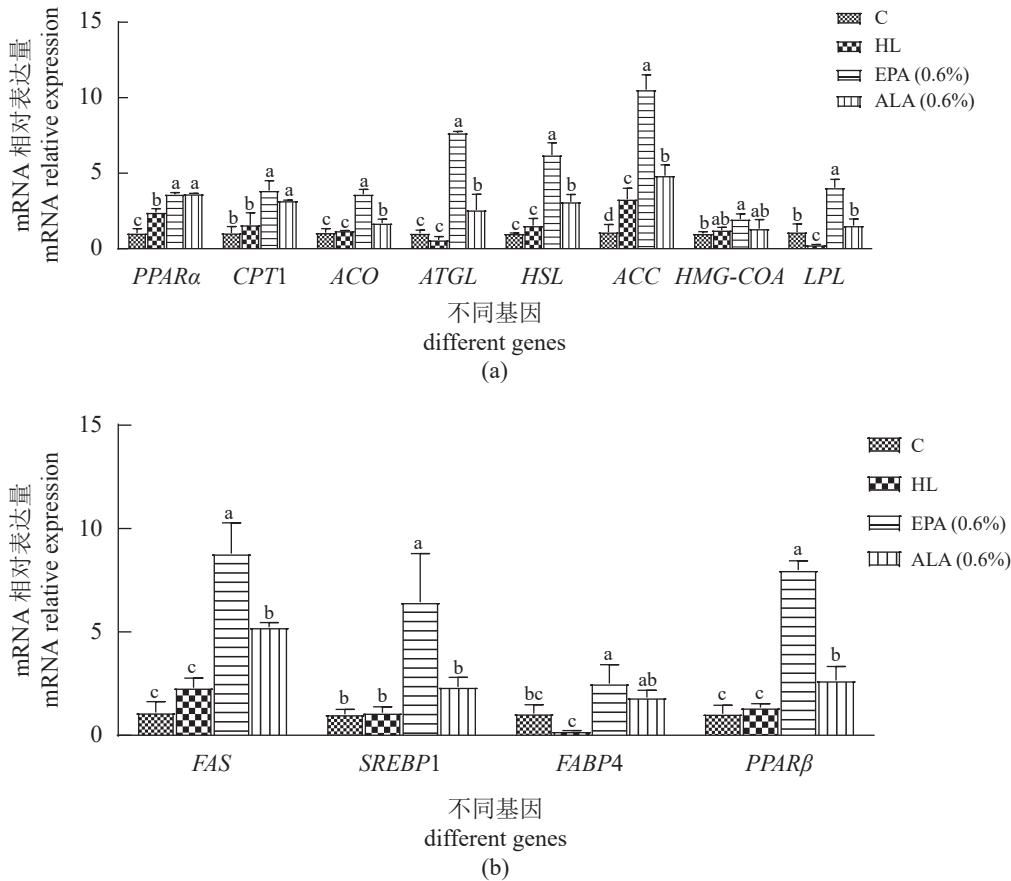 15
10
5
0
mRNA 相对表达量
mRNA relative expression
C
HL
EPA (0.6%)
ALA (0.6%)
c b a a
b b a a
c c a b
c c a b
c c a b
d c a b
b ab a ab
b c a b
PPARα CPT1 ACO ATGL HSL ACC HMG-COA LPL
不同基因
different genes
(a)
15
10
5
0
mRNA 相对表达量
mRNA relative expression
C
HL
EPA (0.6%)
ALA (0.6%)
c c a b
b b a b
bc c a ab
c c a b
FAS SREBP1 FABP4 PPARβ
不同基因
different genes
(b)